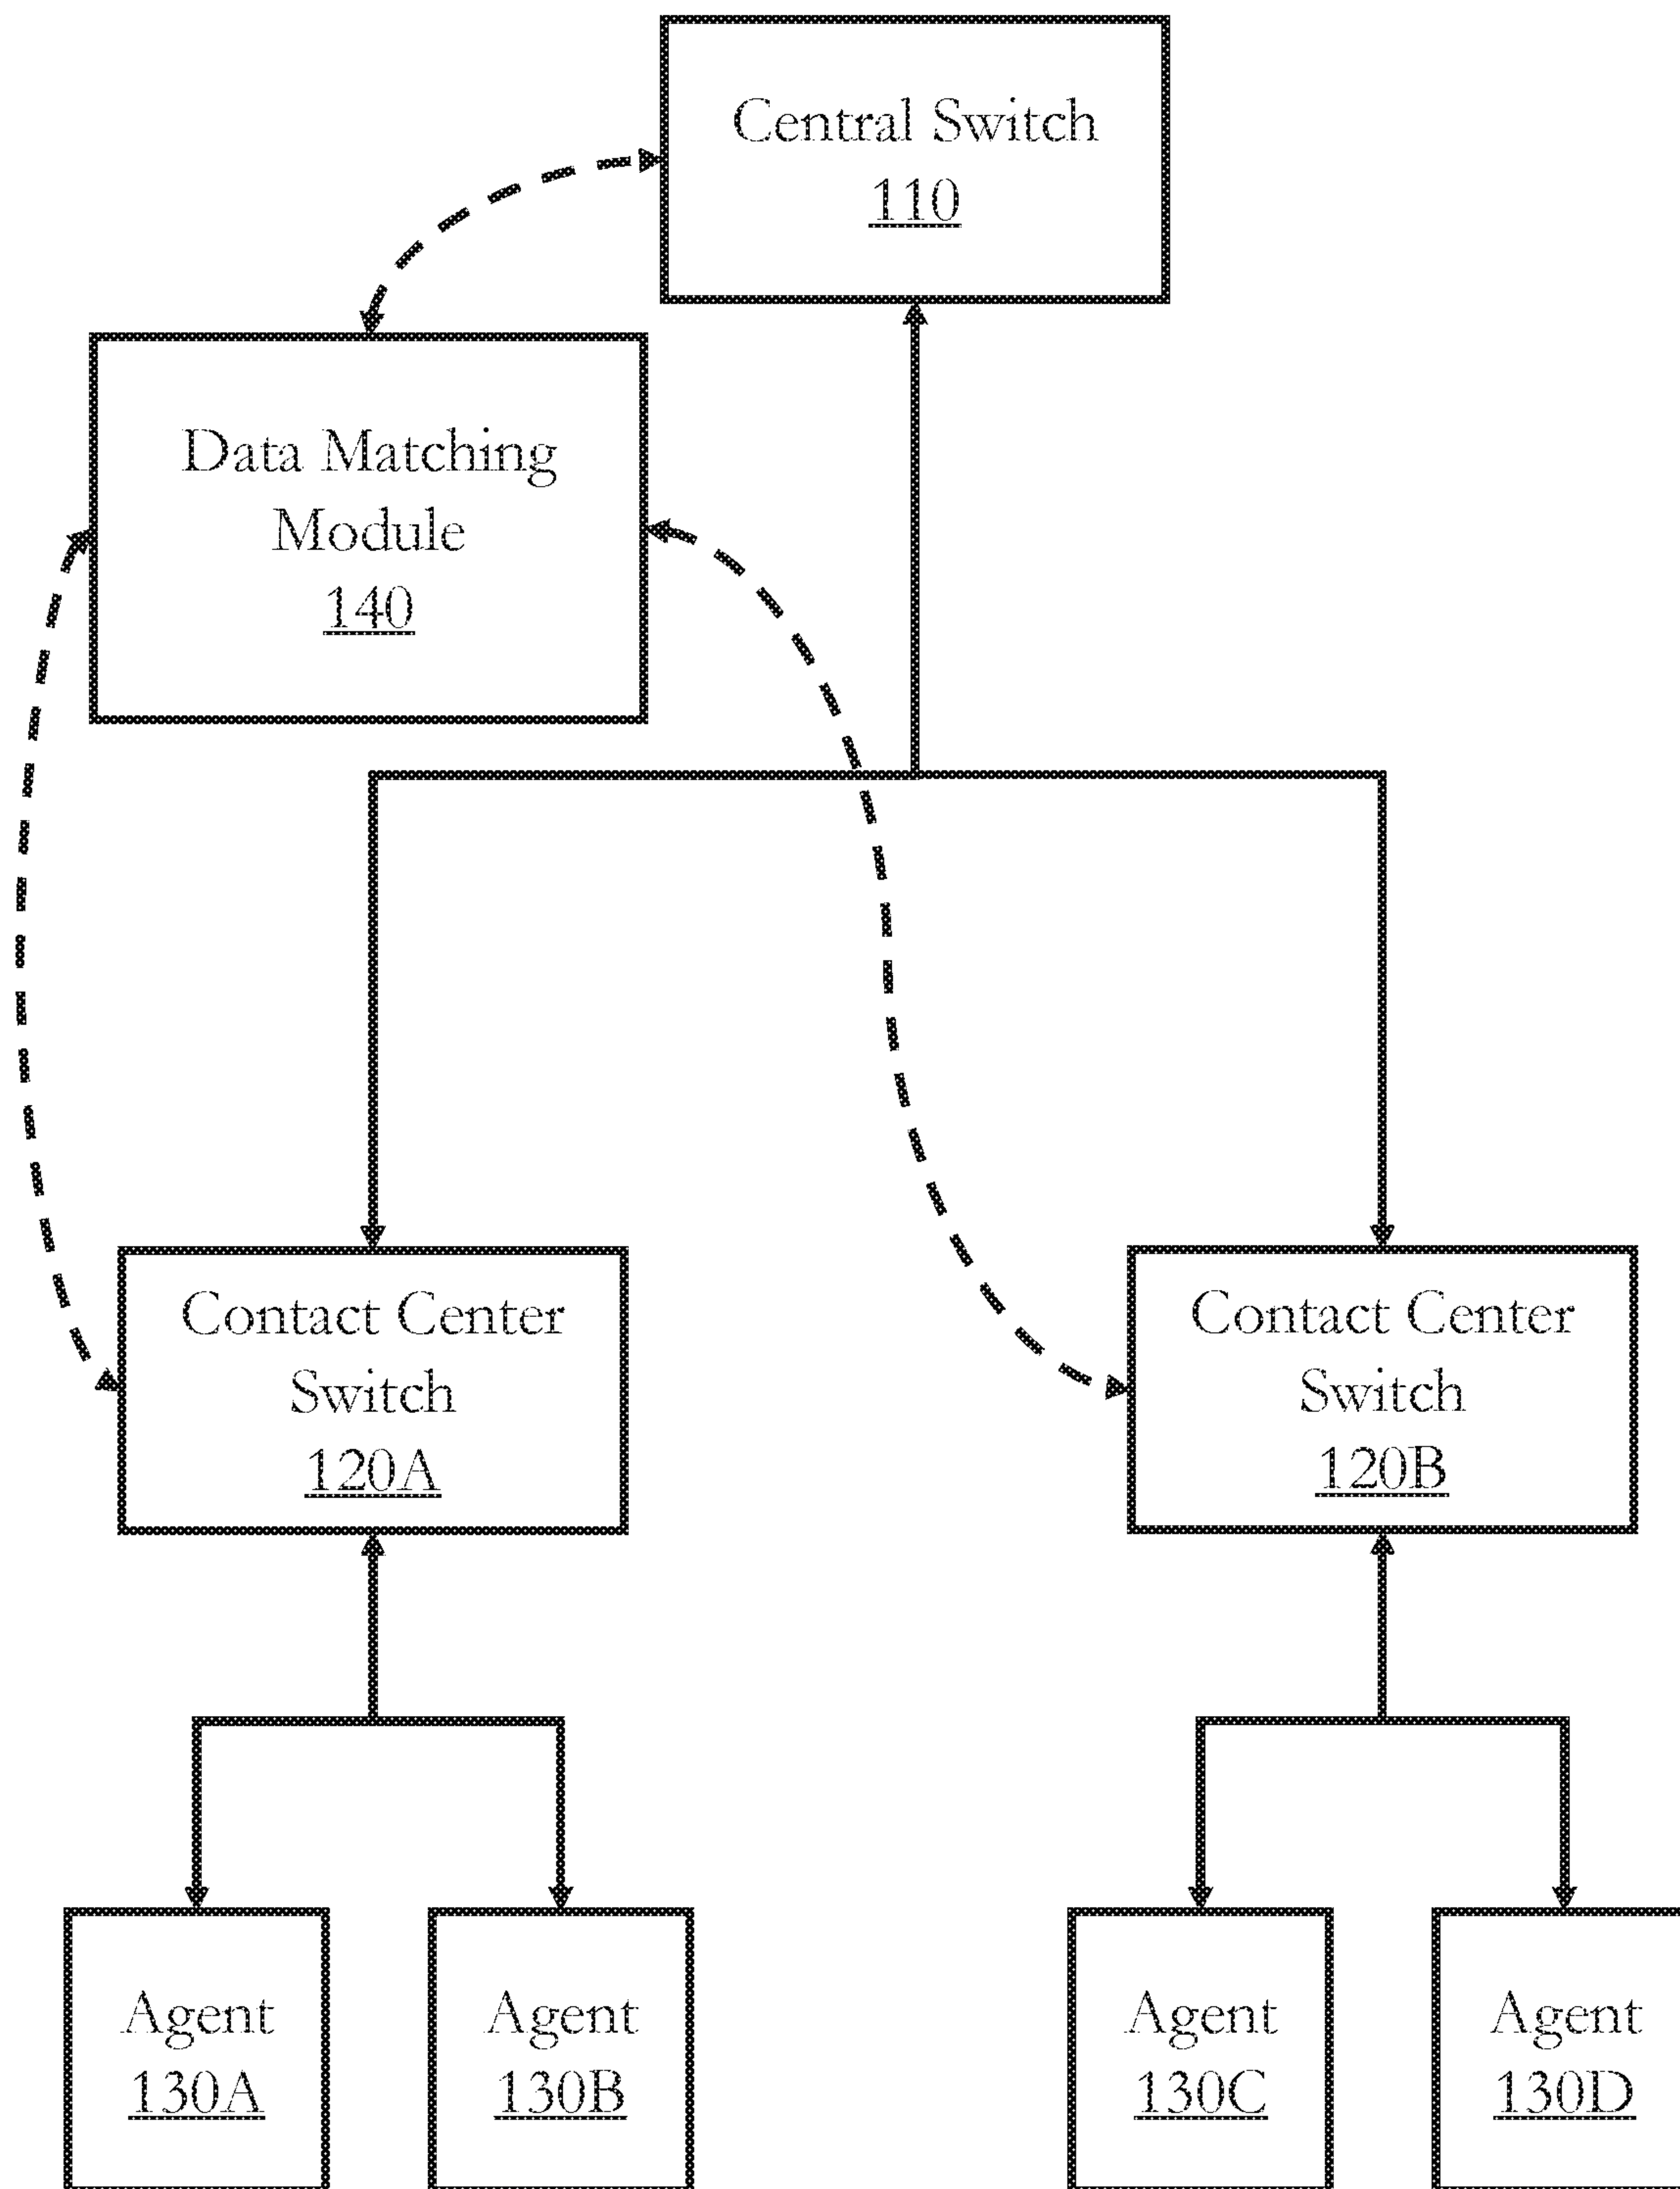 Central Switch
110
Data Matching
Module
140
Contact Center
Switch
120A
Contact Center
Switch
120B
Agent
130A
Agent
130B
Agent
130C
Agent
130D